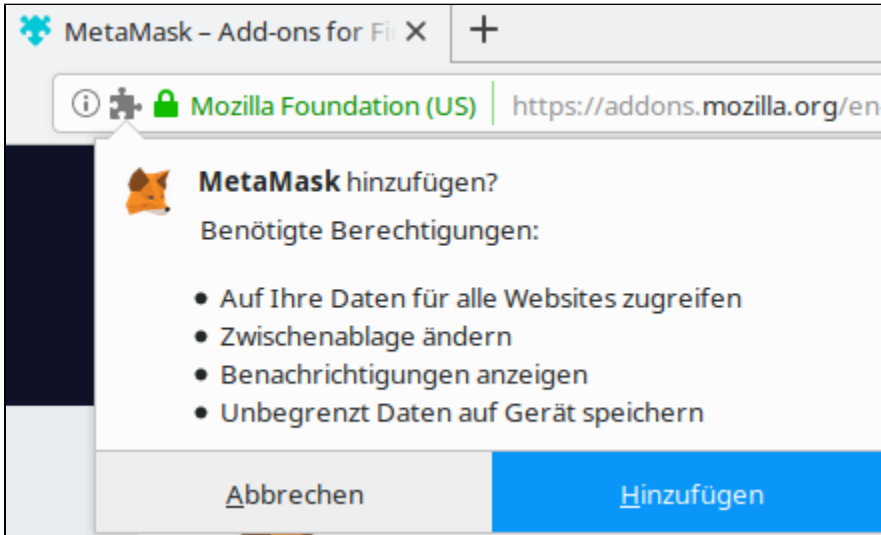 MetaMask – Add-ons for Fi
Mozilla Foundation (US) https://addons.mozilla.org/en
MetaMask hinzufügen?
Benötigte Berechtigungen:
• Auf Ihre Daten für alle Websites zugreifen
• Zwischenablage ändern
• Benachrichtigungen anzeigen
• Unbegrenzt Daten auf Gerät speichern
Abbrechen Hinzufügen